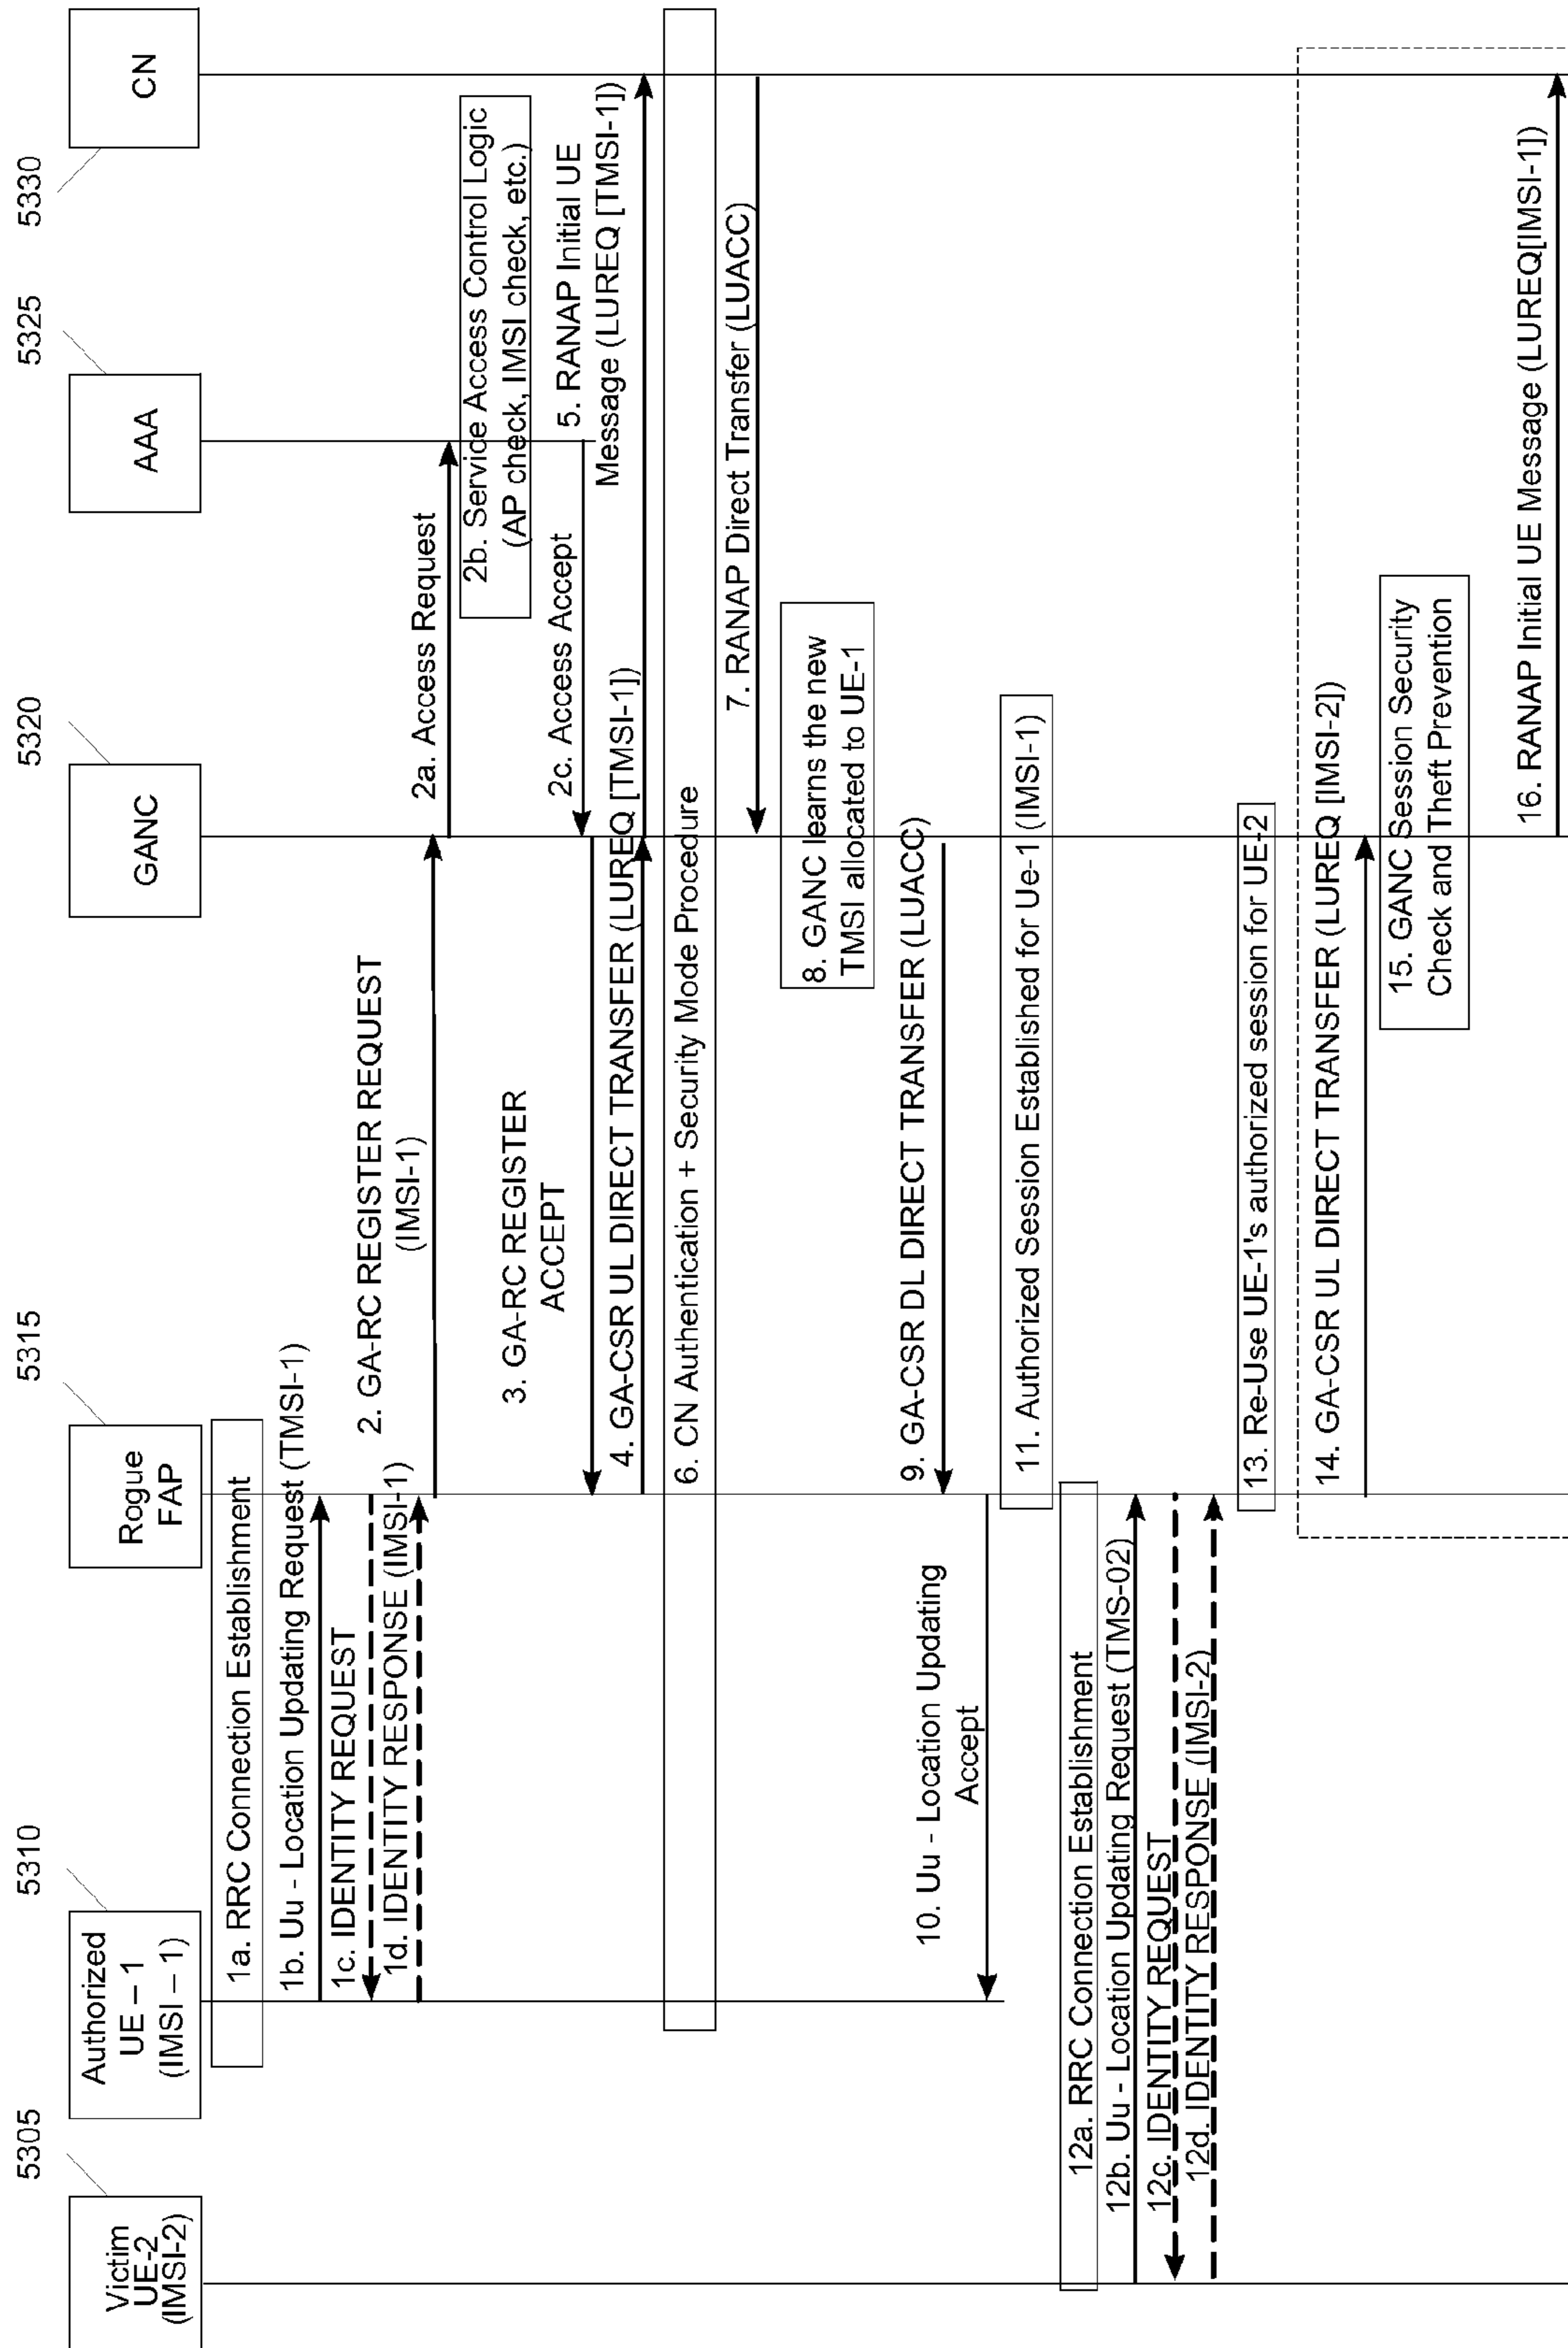 5305
5310
5315
5320
5325
5330
Victim
UE-2
(IMSI-2)
Authorized
UE – 1
(IMSI – 1)
Rogue
FAP
GANC
AAA
CN
1a. RRC Connection Establishment
1b. Uu - Location Updating Request (TMSI-1)
1c. IDENTITY REQUEST
1d. IDENTITY RESPONSE (IMSI-1)
2. GA-RC REGISTER REQUEST
(IMSI-1)
2a. Access Request
2b. Service Access Control Logic
(AP check, IMSI check, etc.)
2c. Access Accept
3. GA-RC REGISTER
ACCEPT
4. GA-CSR UL DIRECT TRANSFER (LUREQ [TMSI-1])
5. RANAP Initial UE
Message (LUREQ [TMSI-1])
6. CN Authentication + Security Mode Procedure
7. RANAP Direct Transfer (LUACC)
8. GANC learns the new
TMSI allocated to UE-1
9. GA-CSR DL DIRECT TRANSFER (LUACC)
10. Uu - Location Updating
Accept
11. Authorized Session Established for Ue-1 (IMSI-1)
12a. RRC Connection Establishment
12b. Uu - Location Updating Request (TMS-02)
12c. IDENTITY REQUEST
12d. IDENTITY RESPONSE (IMSI-2)
13. Re-Use UE-1's authorized session for UE-2
14. GA-CSR UL DIRECT TRANSFER (LUREQ [IMSI-2])
15. GANC Session Security
Check and Theft Prevention
16. RANAP Initial UE Message (LUREQ[IMSI-1])